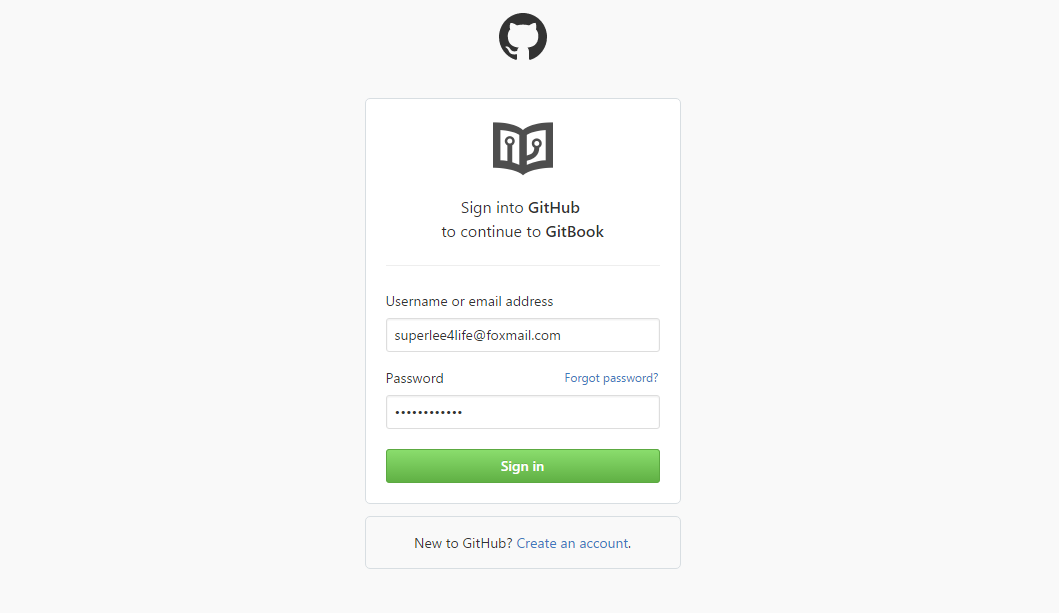 Sign into GitHub
to continue to GitBook
Username or email address
superlee4life@foxmail.com
Password Forgot password?
••••••••••••
Sign in
New to GitHub? Create an account.